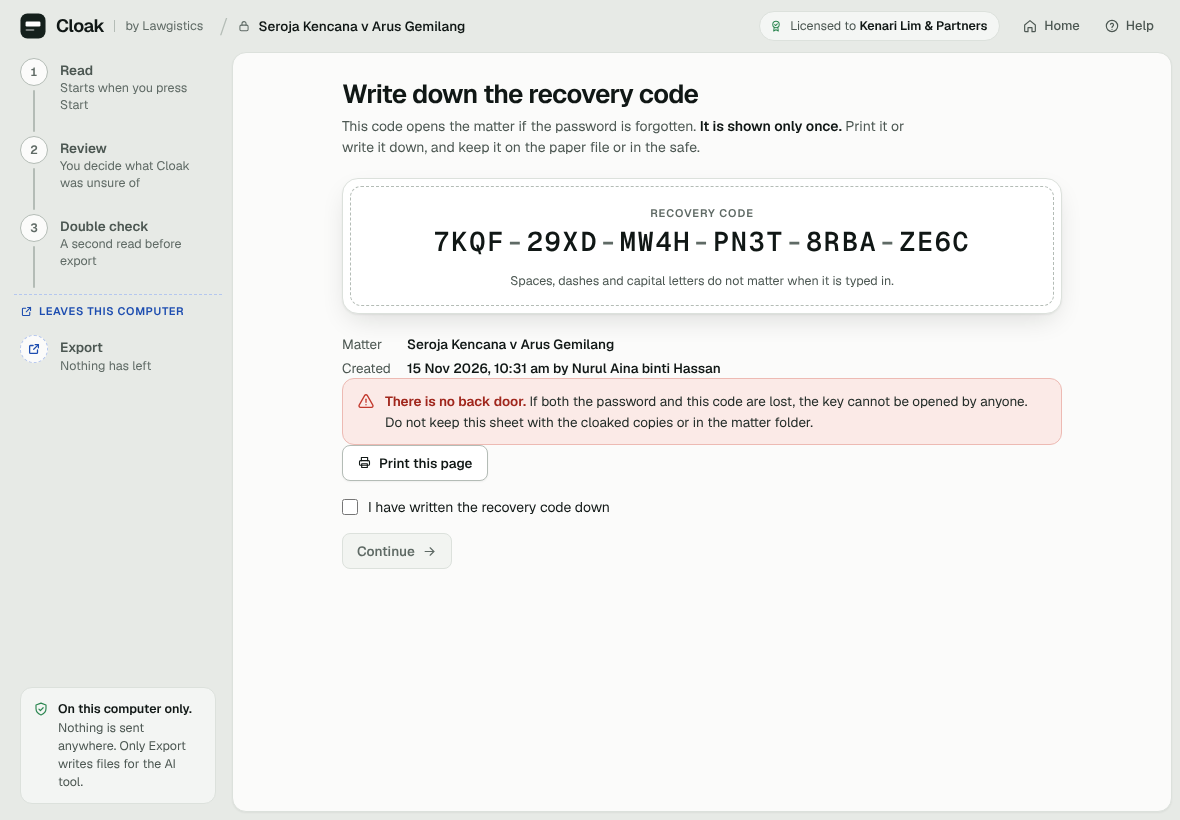 Cloak by Lawgistics / Seroja Kencana v Arus Gemilang
Licensed to Kenari Lim & Partners
Home
Help
1 Read
Starts when you press
Start
2 Review
You decide what Cloak
was unsure of
3 Double check
A second read before
export
LEAVES THIS COMPUTER
Export
Nothing has left
On this computer only.
Nothing is sent
anywhere. Only Export
writes files for the AI
tool.
Write down the recovery code
This code opens the matter if the password is forgotten. It is shown only once. Print it or
write it down, and keep it on the paper file or in the safe.
RECOVERY CODE
7KQF-29XD-MW4H-PN3T-8RBA-ZE6C
Spaces, dashes and capital letters do not matter when it is typed in.
Matter Seroja Kencana v Arus Gemilang
Created 15 Nov 2026, 10:31 am by Nurul Aina binti Hassan
There is no back door. If both the password and this code are lost, the key cannot be opened by anyone.
Do not keep this sheet with the cloaked copies or in the matter folder.
Print this page
I have written the recovery code down
Continue →